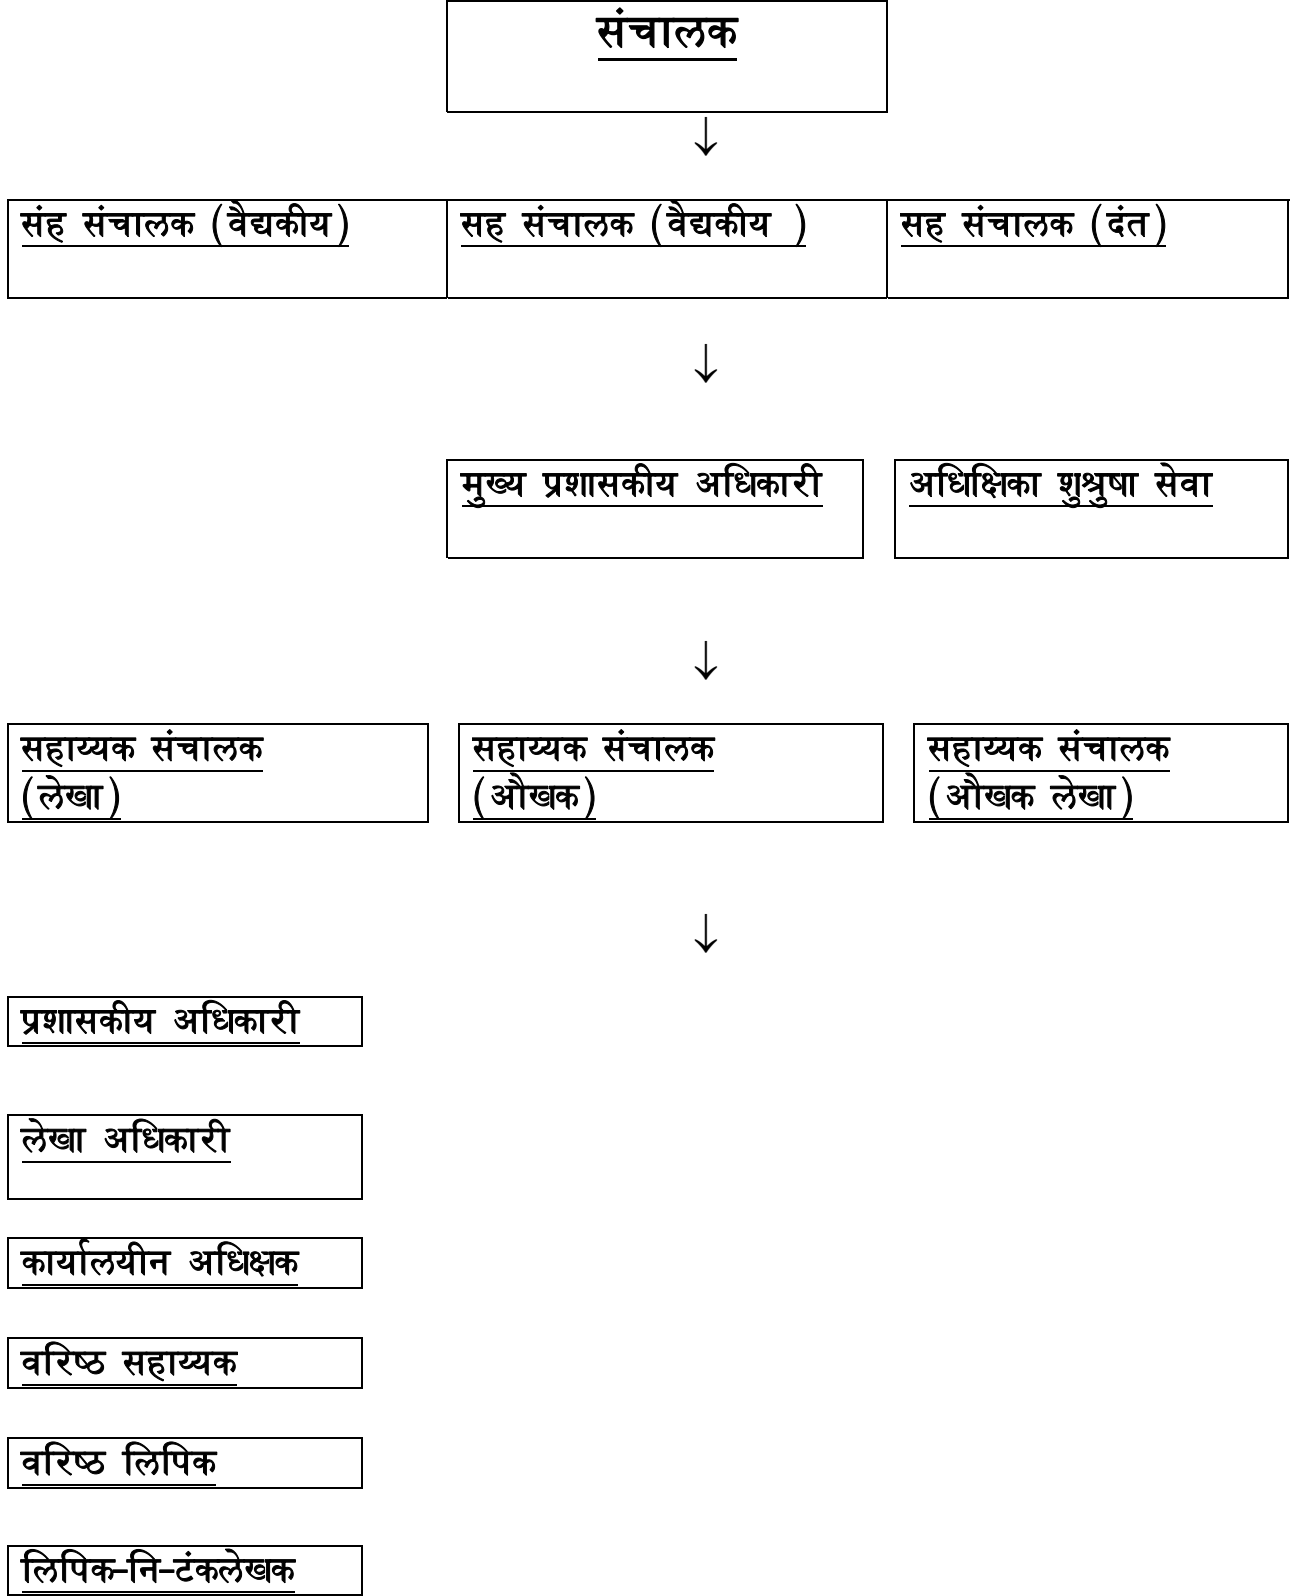 संचालक
↓
संह संचालक (वैद्यकीय)
सह संचालक (वैद्यकीय )
सह संचालक (दंत)
↓
मुख्य प्रशासकीय अधिकारी
अधिक्षिका शुश्रुषा सेवा
↓
सहाय्यक संचालक
(लेखा)
सहाय्यक संचालक
(औखक)
सहाय्यक संचालक
(औखक लेखा)
↓
प्रशासकीय अधिकारी
लेखा अधिकारी
कार्यालयीन अधिक्षक
वरिष्ठ सहाय्यक
वरिष्ठ लिपिक
लिपिक-नि-टंकलेखक